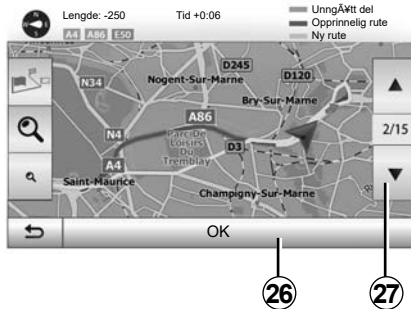 Lengde: -250
Tid +0:06
UnngÃ¥tt del
Opprinnelig rute
Ny rute
A4 A86 E50
D245
D120
N34
Nogent-Sur-Marne
Bry-Sur-Marne
A86
2/15
N4
Parc De
Loisirs
Du
Tremblay
D3
A4
Saint-Maurice
Champigny-Sur-Marne
OK
26
27